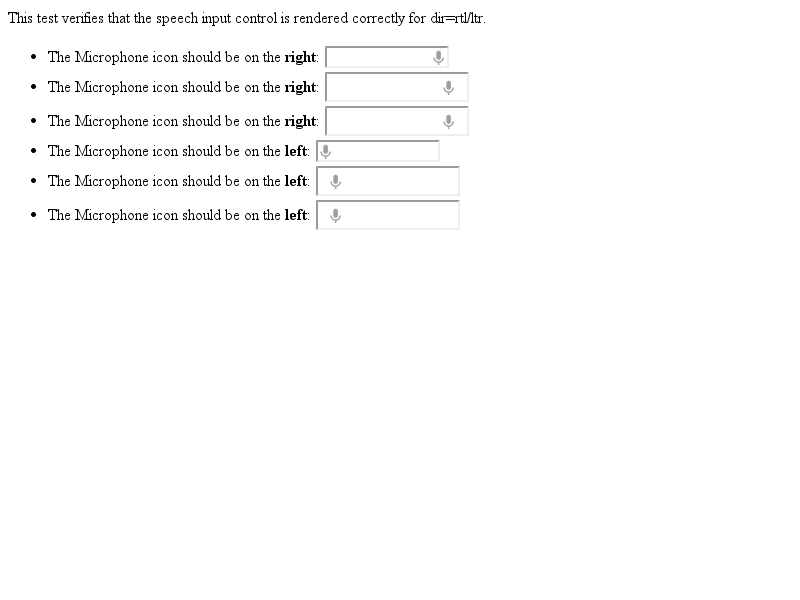 This test verifies that the speech input control is rendered correctly for dir=rtl/ltr.
The Microphone icon should be on the right:
The Microphone icon should be on the right:
The Microphone icon should be on the right:
The Microphone icon should be on the left:
The Microphone icon should be on the left:
The Microphone icon should be on the left: